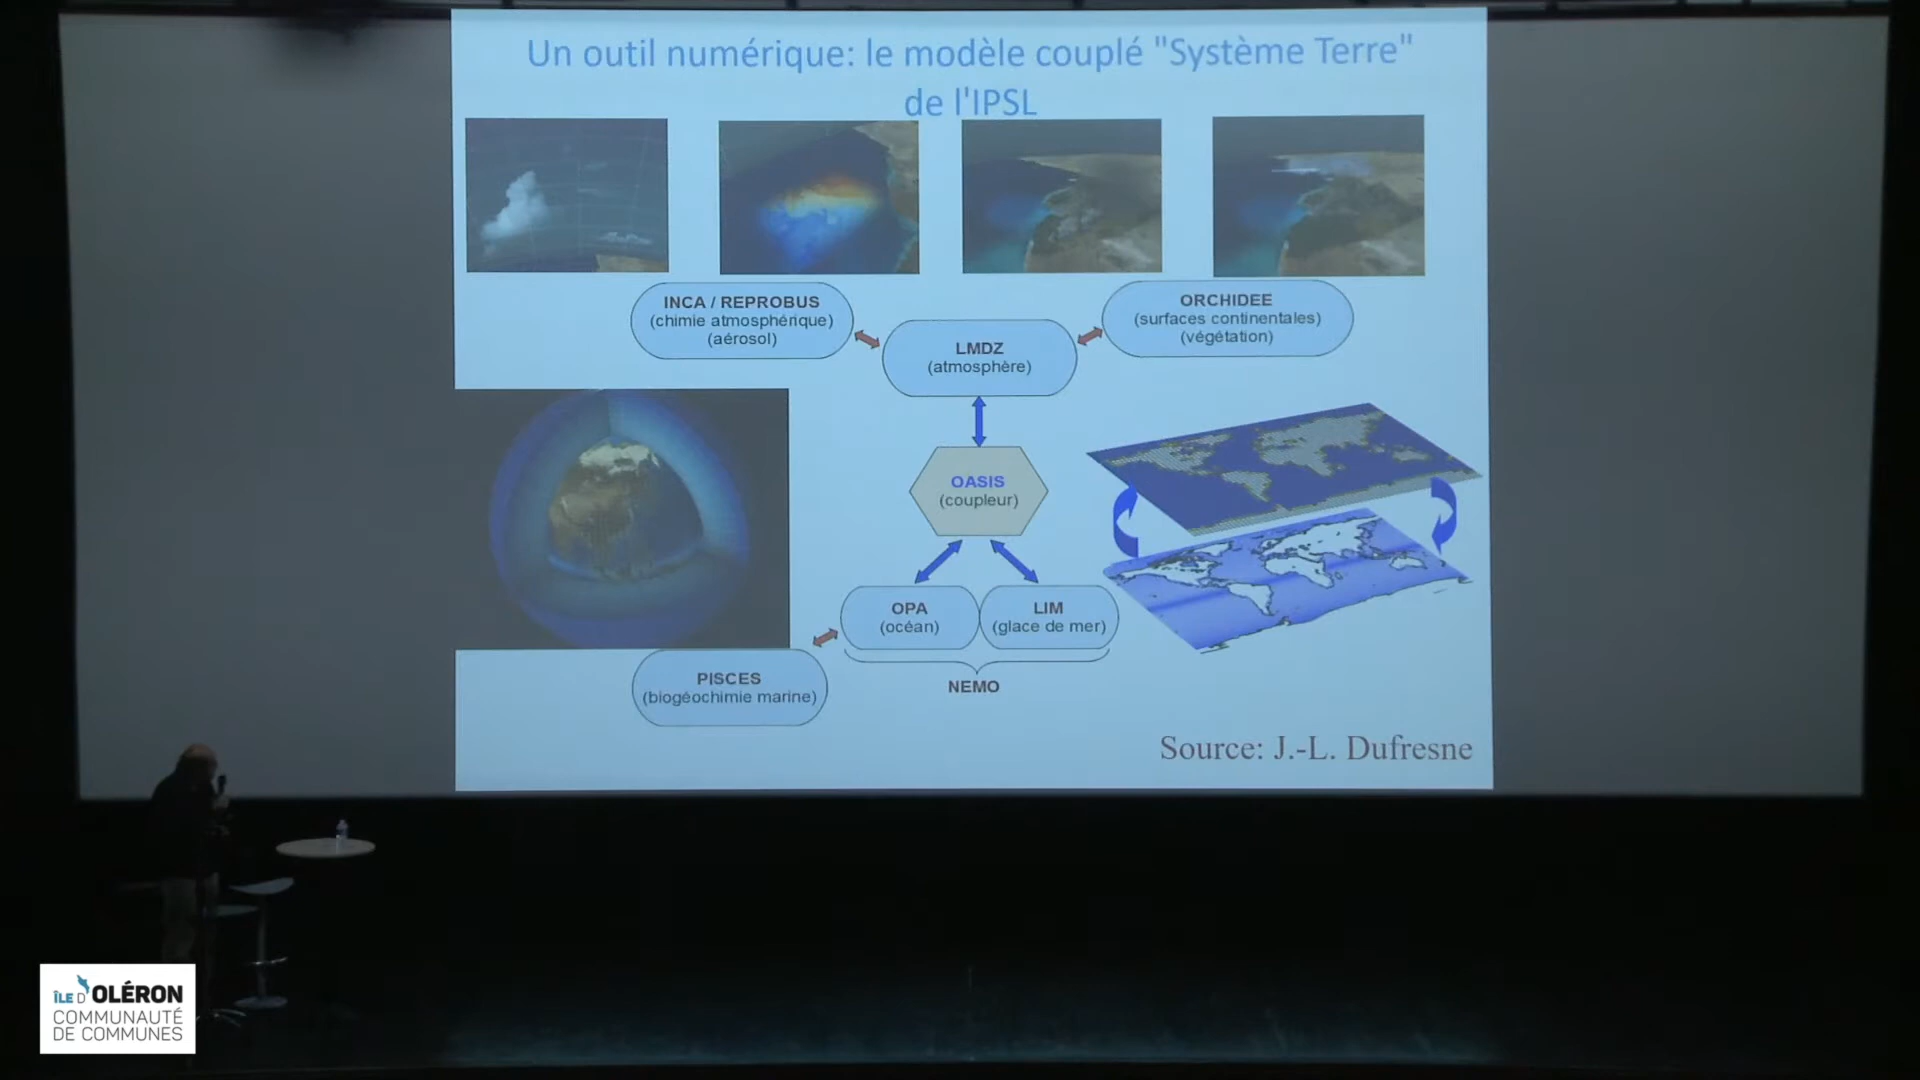 Un outil numérique: le modèle couplé "Système Terre"
de l'IPSL
INCA / REPROBUS
(chimie atmosphérique)
(aérosol)
ORCHIDEE
(surfaces continentales)
(végétation)
LMDZ
(atmosphère)
OASIS
(coupleur)
OPA
(océan)
LIM
(glace de mer)
PISCES
(biogéochimie marine)
NEMO
Source: J.-L. Dufresne
ÎLE D'OLÉRON
COMMUNAUTÉ
DE COMMUNES